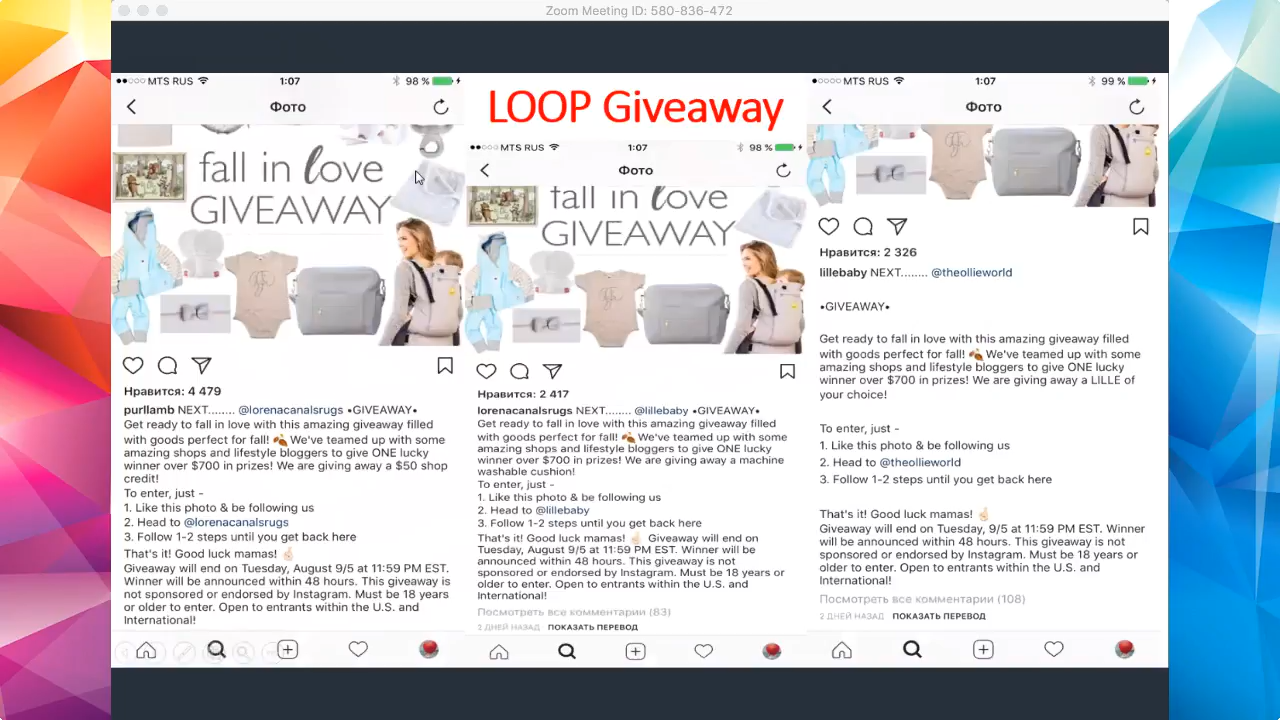 Zoom Meeting ID: 580-836-472
MTS RUS 1:07 98 %
Фото
fall in love
GIVEAWAY
Нравится: 4 479
purllamb NEXT........ @lorenacanalsrugs •GIVEAWAY•
Get ready to fall in love with this amazing giveaway filled
with goods perfect for fall! 🍂 We've teamed up with some
amazing shops and lifestyle bloggers to give ONE lucky
winner over $700 in prizes! We are giving away a $50 shop
credit!
To enter, just -
1. Like this photo & be following us
2. Head to @lorenacanalsrugs
3. Follow 1-2 steps until you get back here
That's it! Good luck mamas! 🤞🏻
Giveaway will end on Tuesday, August 9/5 at 11:59 PM EST.
Winner will be announced within 48 hours. This giveaway is
not sponsored or endorsed by Instagram. Must be 18 years
or older to enter. Open to entrants within the U.S. and
International!
LOOP Giveaway
MTS RUS 1:07 98 %
Фото
fall in love
GIVEAWAY
Нравится: 2 417
lorenacanalsrugs NEXT........ @lillebaby •GIVEAWAY•
Get ready to fall in love with this amazing giveaway filled
with goods perfect for fall! 🍂 We've teamed up with some
amazing shops and lifestyle bloggers to give ONE lucky
winner over $700 in prizes! We are giving away a machine
washable cushion!
To enter, just -
1. Like this photo & be following us
2. Head to @lillebaby
3. Follow 1-2 steps until you get back here
That's it! Good luck mamas! 🤞🏻 Giveaway will end on
Tuesday, August 9/5 at 11:59 PM EST. Winner will be
announced within 48 hours. This giveaway is not
sponsored or endorsed by Instagram. Must be 18 years or
older to enter. Open to entrants within the U.S. and
International!
Посмотреть все комментарии (83)
2 ДНЕЙ НАЗАД ПОКАЗАТЬ ПЕРЕВОД
MTS RUS 1:07 99 %
Фото
Нравится: 2 326
lillebaby NEXT........ @theollieworld
•GIVEAWAY•
Get ready to fall in love with this amazing giveaway filled
with goods perfect for fall! 🍂 We've teamed up with some
amazing shops and lifestyle bloggers to give ONE lucky
winner over $700 in prizes! We are giving away a LILLE of
your choice!
To enter, just -
1. Like this photo & be following us
2. Head to @theollieworld
3. Follow 1-2 steps until you get back here
That's it! Good luck mamas! 🤞🏻
Giveaway will end on Tuesday, 9/5 at 11:59 PM EST. Winner
will be announced within 48 hours. This giveaway is not
sponsored or endorsed by Instagram. Must be 18 years or
older to enter. Open to entrants within the U.S. and
International!
Посмотреть все комментарии (108)
2 ДНЕЙ НАЗАД ПОКАЗАТЬ ПЕРЕВОД